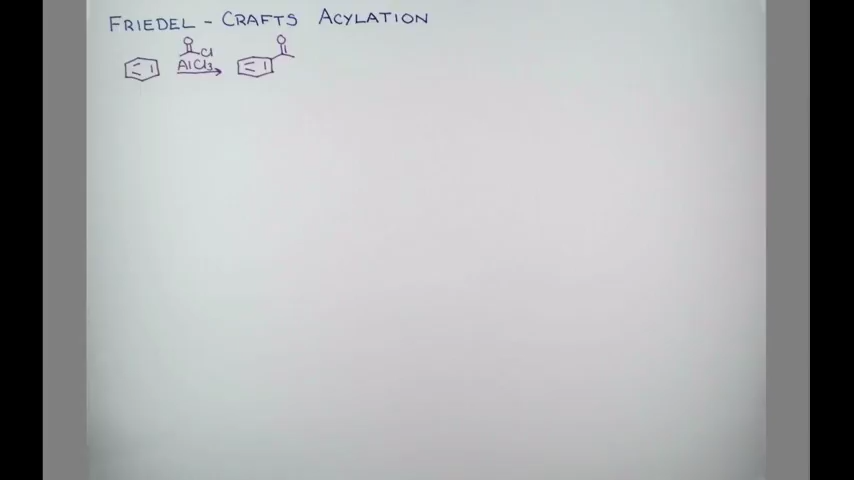 FRIEDEL - CRAFTS ACYLATION
O
Cl
AlCl3
O